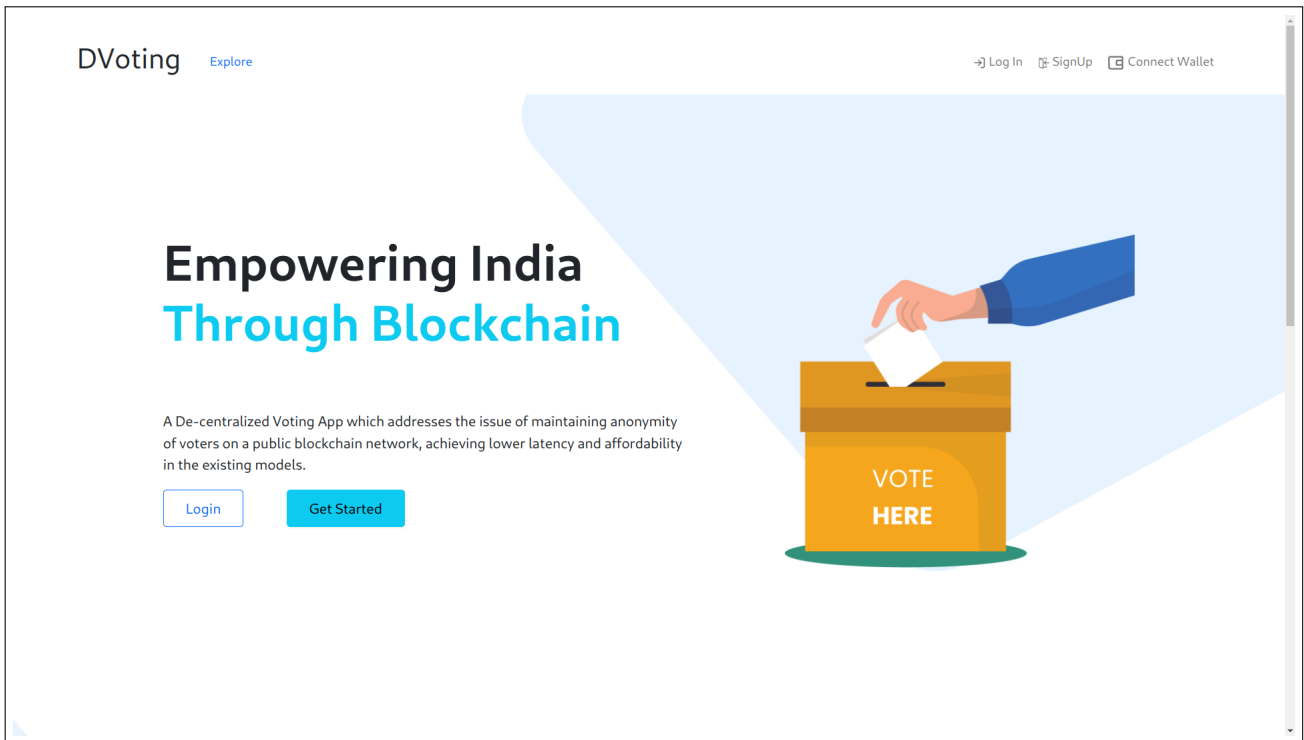 DVoting Explore Log In SignUp Connect Wallet
Empowering India
Through Blockchain
A De-centralized Voting App which addresses the issue of maintaining anonymity
of voters on a public blockchain network, achieving lower latency and affordability
in the existing models.
Login Get Started
VOTE
HERE